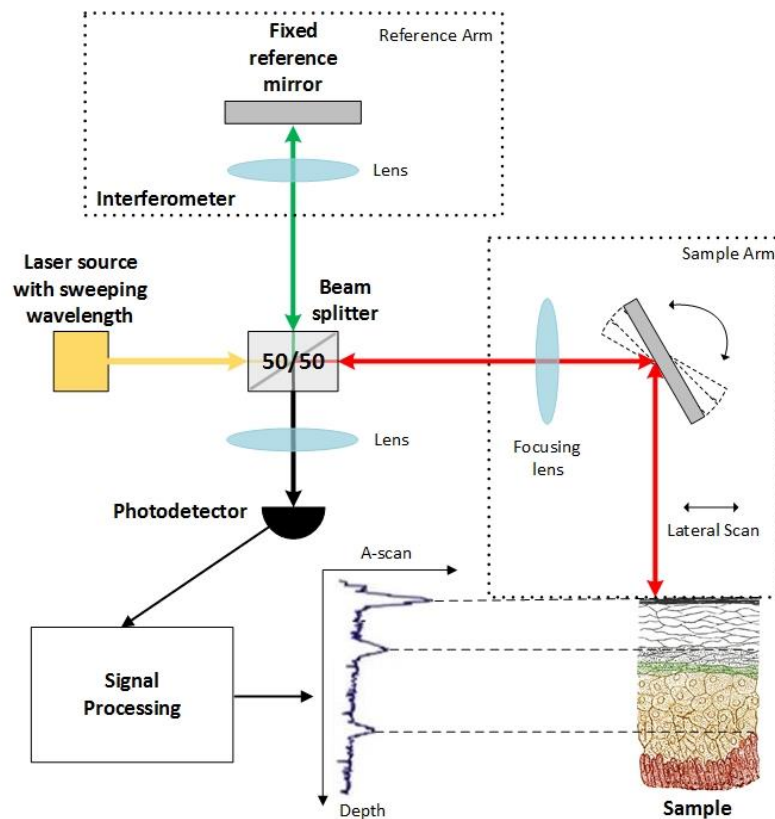 Reference Arm
Fixed
reference
mirror
Lens
Interferometer
Laser source
with sweeping
wavelength
Beam
splitter
50/50
Sample Arm
Focusing
lens
Lens
Lateral Scan
Photodetector
A-scan
Signal
Processing
Depth
Sample